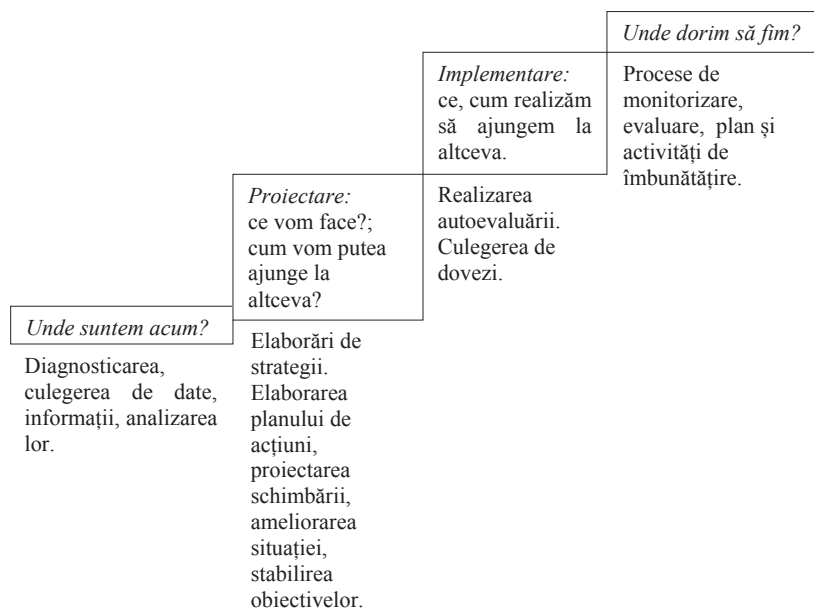 Unde dorim să fim?
Procese de
monitorizare,
evaluare, plan și
activități de
îmbunătățire.
Implementare:
ce, cum realizăm
să ajungem la
altceva.
Realizarea
autoevaluării.
Culegerea de
dovezi.
Proiectare:
ce vom face?;
cum vom putea
ajunge la
altceva?
Elaborări de
strategii.
Elaborarea
planului de
acțiuni,
proiectarea
schimbării,
ameliorarea
situației,
stabilirea
obiectivelor.
Unde suntem acum?
Diagnosticarea,
culegerea de date,
informații, analizarea
lor.